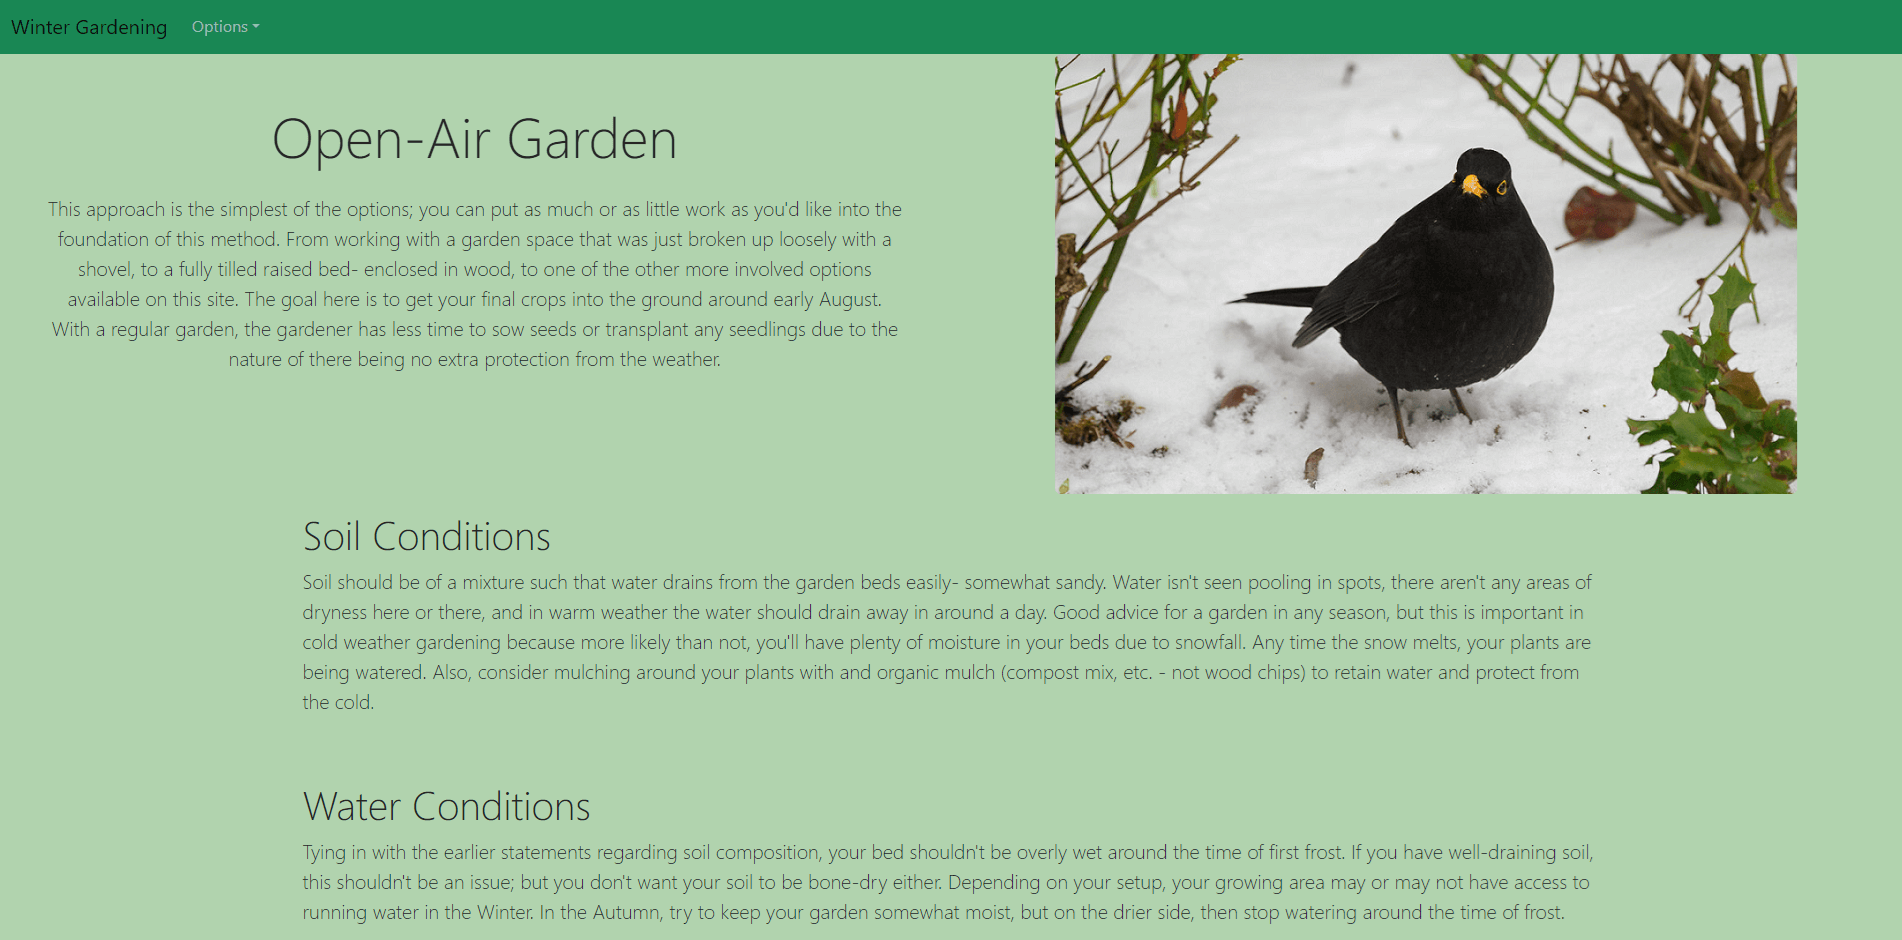 Winter Gardening Options
Open-Air Garden
This approach is the simplest of the options; you can put as much or as little work as you'd like into the
foundation of this method. From working with a garden space that was just broken up loosely with a
shovel, to a fully tilled raised bed- enclosed in wood, to one of the other more involved options
available on this site. The goal here is to get your final crops into the ground around early August.
With a regular garden, the gardener has less time to sow seeds or transplant any seedlings due to the
nature of there being no extra protection from the weather.
Soil Conditions
Soil should be of a mixture such that water drains from the garden beds easily- somewhat sandy. Water isn't seen pooling in spots, there aren't any areas of
dryness here or there, and in warm weather the water should drain away in around a day. Good advice for a garden in any season, but this is important in
cold weather gardening because more likely than not, you'll have plenty of moisture in your beds due to snowfall. Any time the snow melts, your plants are
being watered. Also, consider mulching around your plants with and organic mulch (compost mix, etc. - not wood chips) to retain water and protect from
the cold.
Water Conditions
Tying in with the earlier statements regarding soil composition, your bed shouldn't be overly wet around the time of first frost. If you have well-draining soil,
this shouldn't be an issue; but you don't want your soil to be bone-dry either. Depending on your setup, your growing area may or may not have access to
running water in the Winter. In the Autumn, try to keep your garden somewhat moist, but on the drier side, then stop watering around the time of frost.